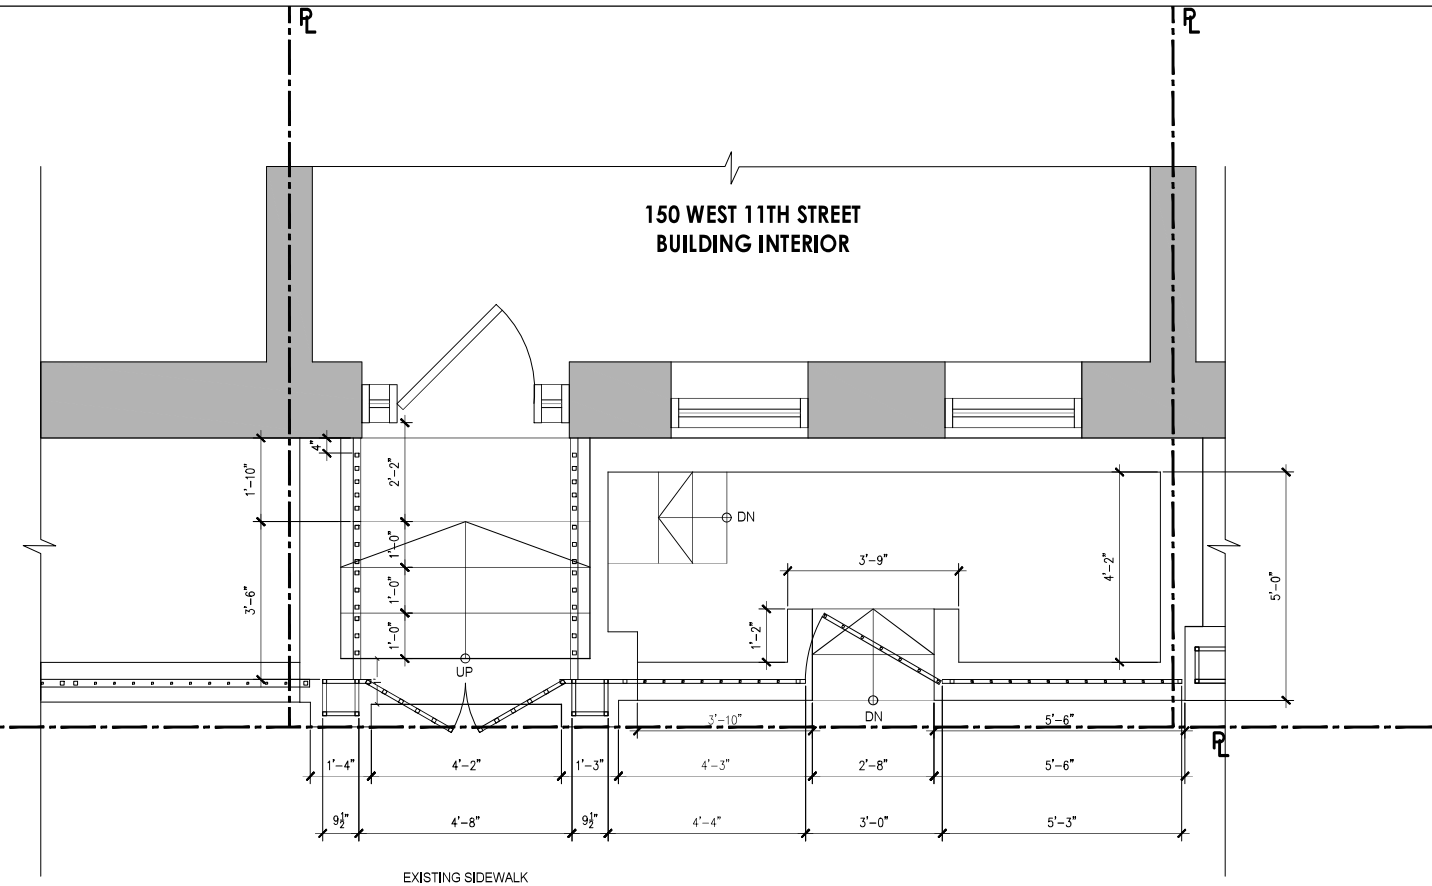 PL
PL
150 WEST 11TH STREET
BUILDING INTERIOR
4"
1'-10"
2'-2"
DN
1'-0"
3'-9"
4'-2"
5'-0"
3'-6"
1'-0"
1'-0"
1'-2"
UP
DN
3'-10"
5'-6"
PL
1'-4"
4'-2"
1'-3"
4'-3"
2'-8"
5'-6"
9½"
4'-8"
9½"
4'-4"
3'-0"
5'-3"
EXISTING SIDEWALK